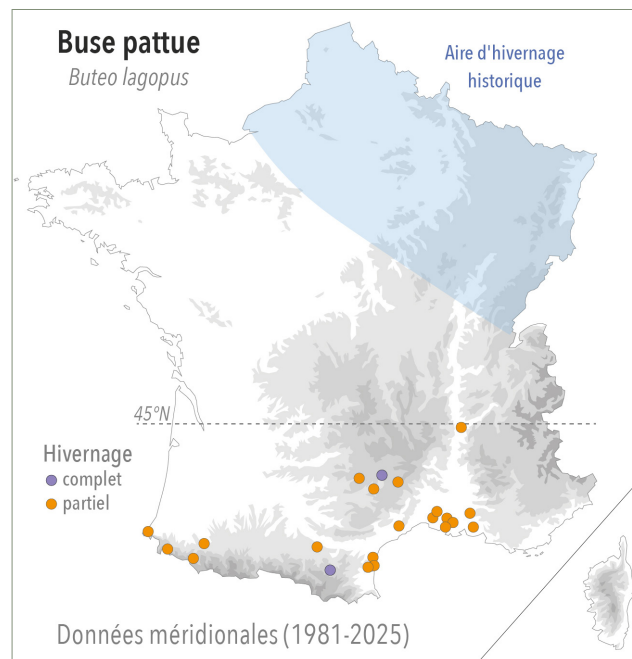 Buse pattue
Buteo lagopus
Aire d'hivernage
historique
45°N
Hivernage
complet
partiel
Données méridionales (1981-2025)